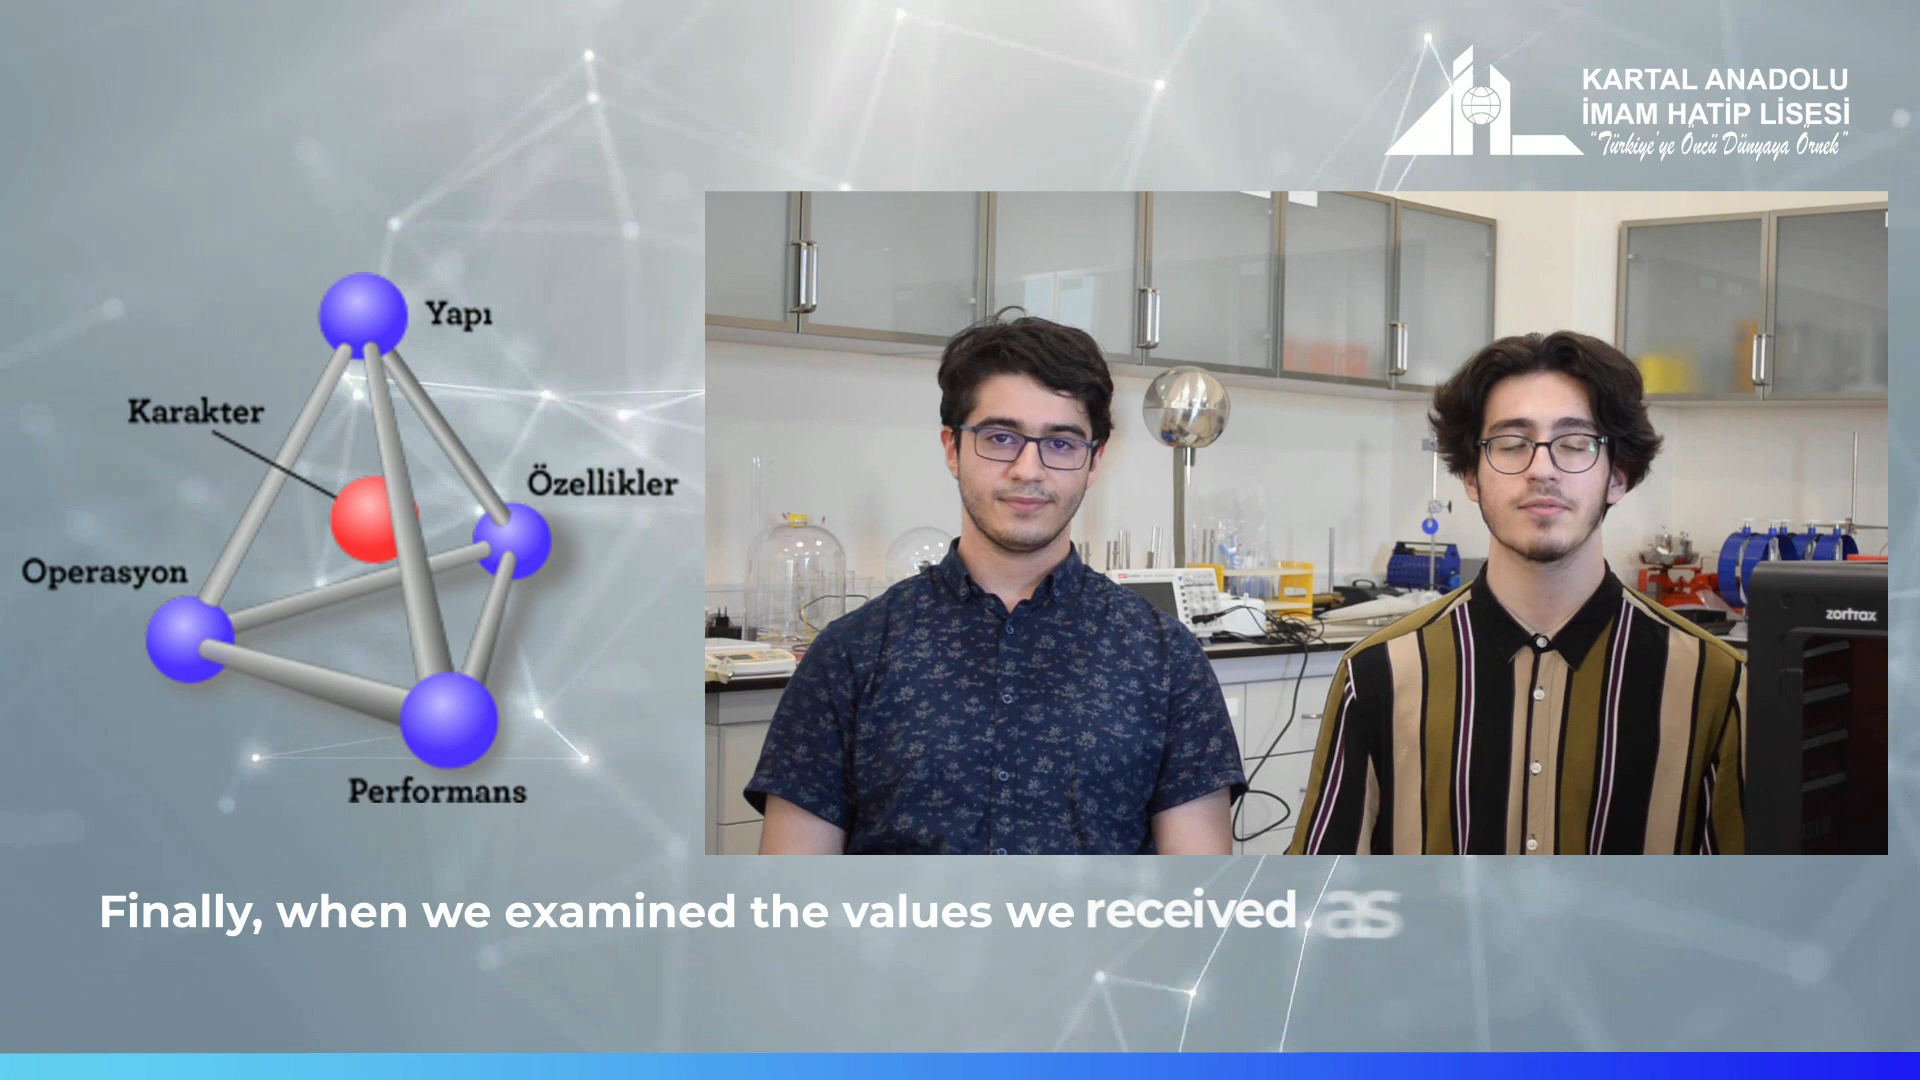 KARTAL ANADOLU
İMAM HATİP LİSESİ
"Türkiye'ye Öncü Dünyaya Örnek"
Yapı
Karakter
Özellikler
Operasyon
Performans
zortrax
Finally, when we examined the values we received, as